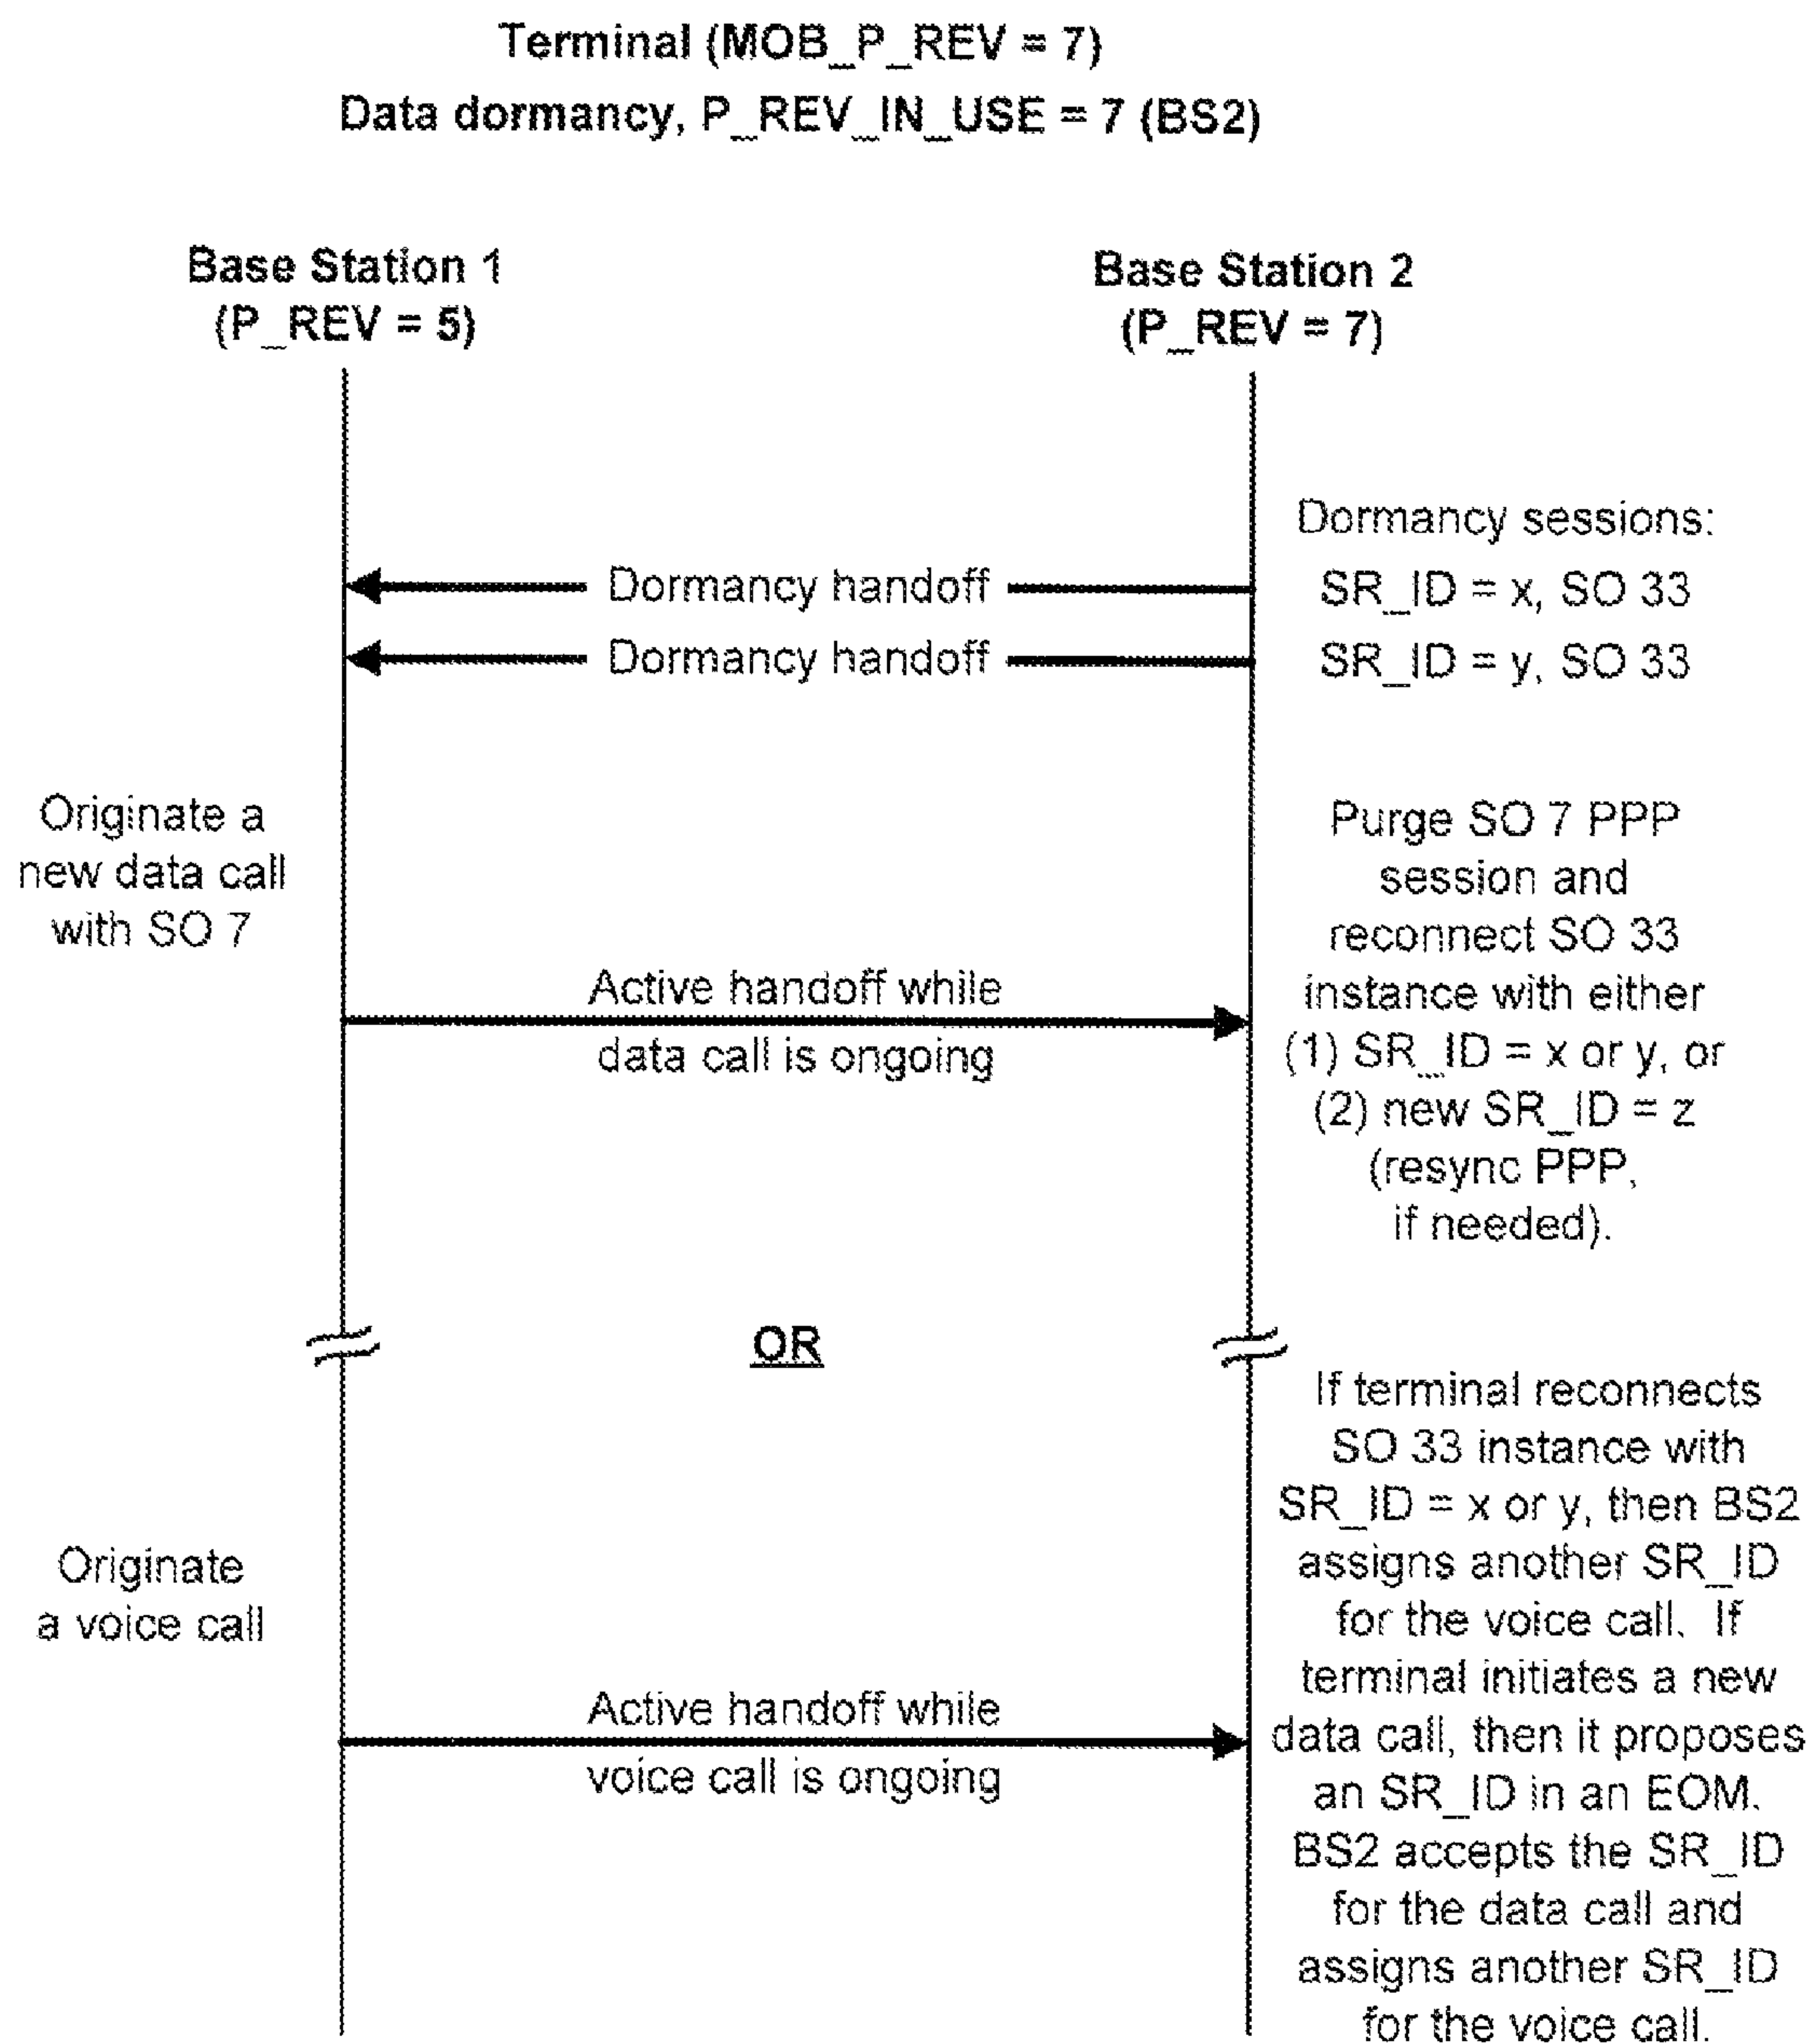 Terminal (MOB_P_REV = 7)
Data dormancy, P_REV_IN_USE = 7 (BS2)
Base Station 1
(P_REV = 5)
Base Station 2
(P_REV = 7)
Dormancy sessions:
Dormancy handoff
SR_ID = x, SO 33
Dormancy handoff
SR_ID = y, SO 33
Originate a
new data call
with SO 7
Purge SO 7 PPP
session and
reconnect SO 33
instance with either
(1) SR_ID = x or y, or
(2) new SR_ID = z
(resync PPP,
if needed).
Active handoff while
data call is ongoing
OR
Originate
a voice call
If terminal reconnects
SO 33 instance with
SR_ID = x or y, then BS2
assigns another SR_ID
for the voice call. If
terminal initiates a new
data call, then it proposes
an SR_ID in an EOM.
BS2 accepts the SR_ID
for the data call and
assigns another SR_ID
for the voice call.
Active handoff while
voice call is ongoing